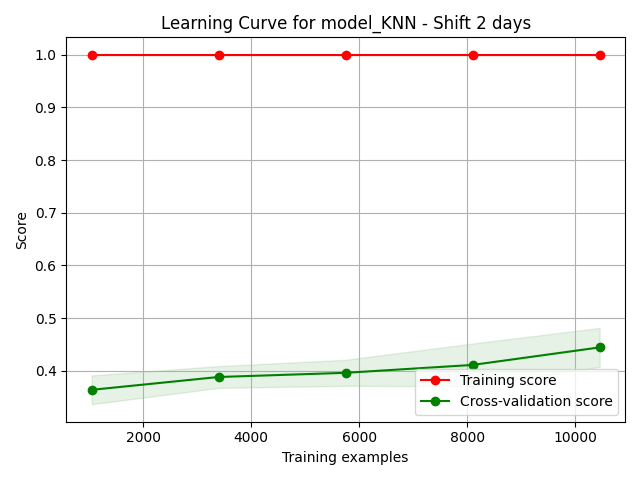 Learning Curve for model_KNN - Shift 2 days
1.0
0.9
0.8
0.7
0.6
0.5
0.4
Score
2000
4000
6000
8000
10000
Training examples
Training score
Cross-validation score